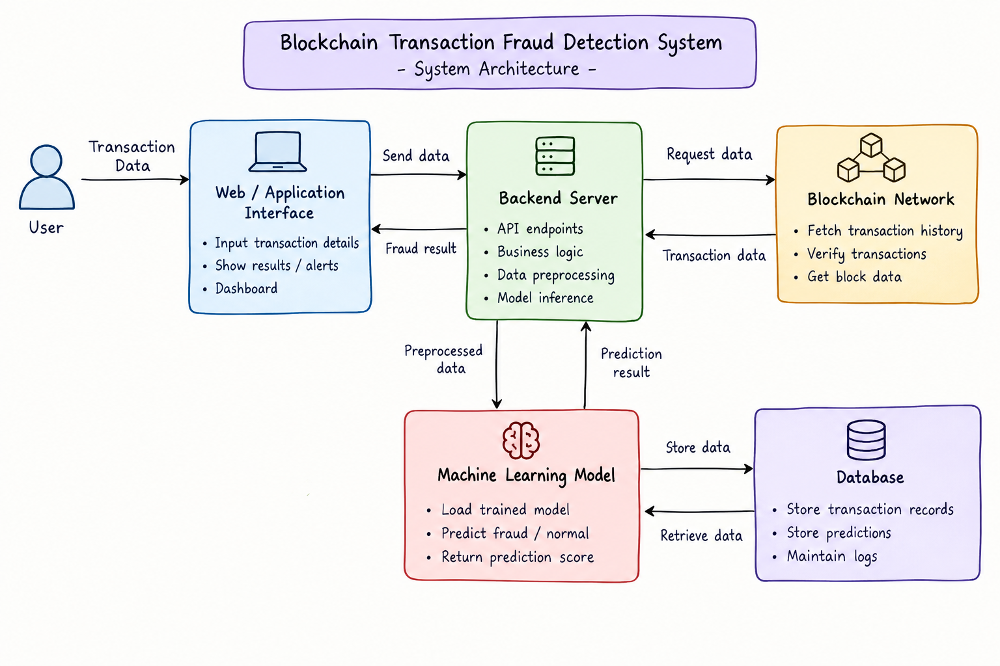 Blockchain Transaction Fraud Detection System
- System Architecture -
User
Transaction
Data
Web / Application
Interface
• Input transaction details
• Show results / alerts
• Dashboard
Send data
Fraud result
Backend Server
• API endpoints
• Business logic
• Data preprocessing
• Model inference
Request data
Transaction data
Blockchain Network
• Fetch transaction history
• Verify transactions
• Get block data
Preprocessed
data
Prediction
result
Machine Learning Model
• Load trained model
• Predict fraud / normal
• Return prediction score
Store data
Retrieve data
Database
• Store transaction records
• Store predictions
• Maintain logs